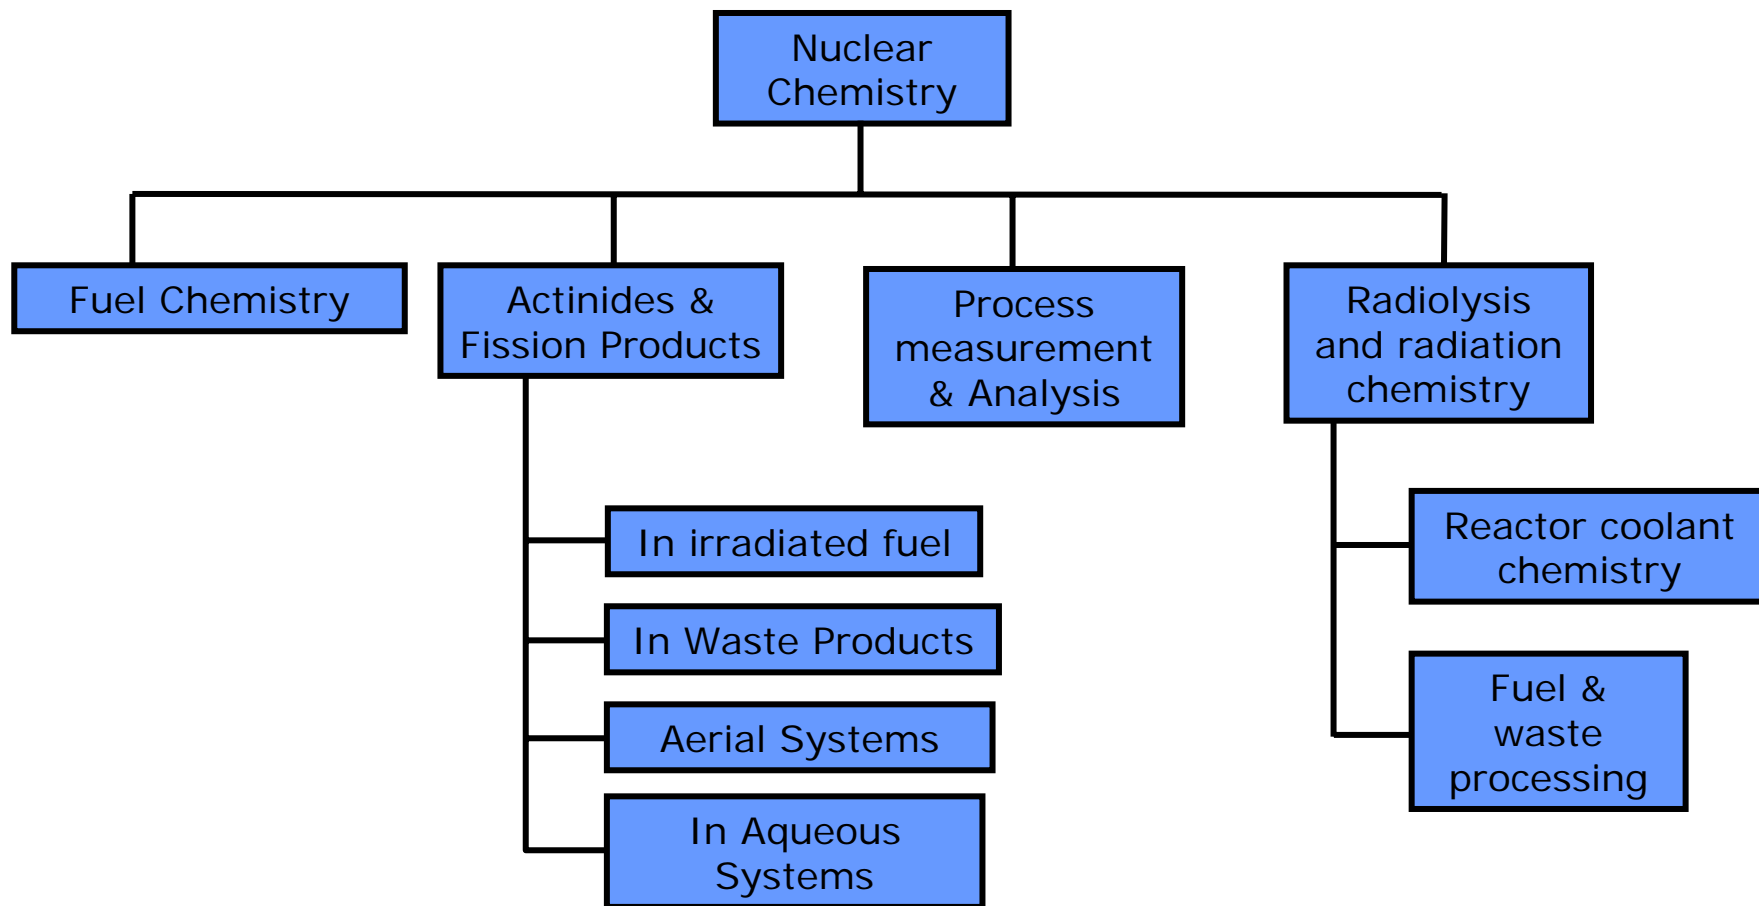 Nuclear
Chemistry
Fuel Chemistry
Actinides &
Fission Products
Process
measurement
& Analysis
Radiolysis
and radiation
chemistry
In irradiated fuel
In Waste Products
Aerial Systems
In Aqueous
Systems
Reactor coolant
chemistry
Fuel &
waste
processing